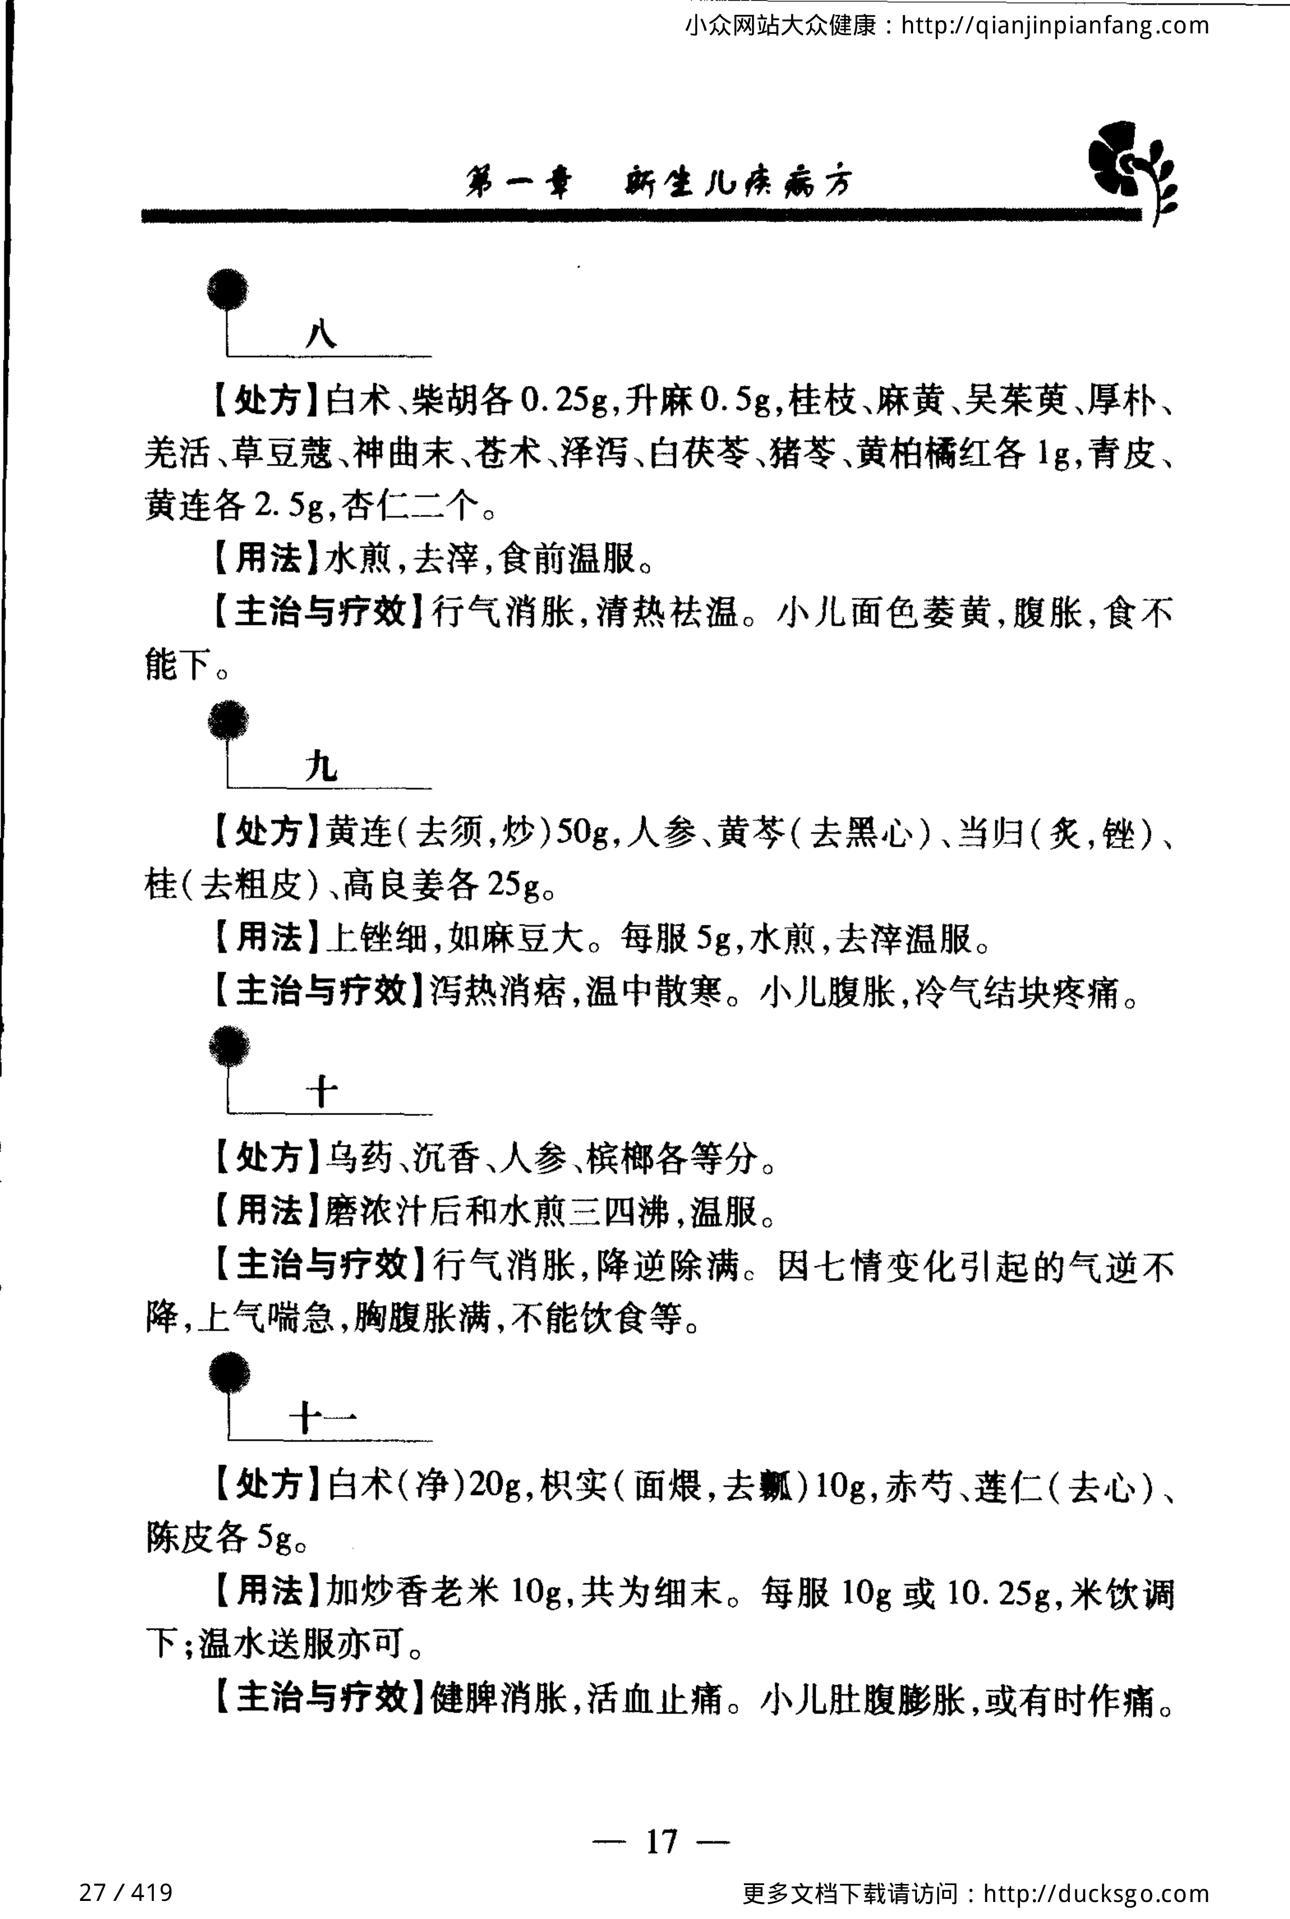 小众网站大众健康：http://qianjinpianfang.com
第一章 新生儿疾病方
八
【处方】白术、柴胡各0.25g,升麻0.5g,桂枝、麻黄、吴茱萸、厚朴、
羌活、草豆蔻、神曲末、苍术、泽泻、白茯苓、猪苓、黄柏橘红各1g,青皮、
黄连各2.5g,杏仁二个。
【用法】水煎,去滓,食前温服。
【主治与疗效】行气消胀,清热祛温。小儿面色萎黄,腹胀,食不
能下。
九
【处方】黄连(去须,炒)50g,人参、黄芩(去黑心)、当归(炙,锉)、
桂(去粗皮)、高良姜各25g。
【用法】上锉细,如麻豆大。每服5g,水煎,去滓温服。
【主治与疗效】泻热消痞,温中散寒。小儿腹胀,冷气结块疼痛。
十
【处方】乌药、沉香、人参、槟榔各等分。
【用法】磨浓汁后和水煎三四沸,温服。
【主治与疗效】行气消胀,降逆除满。因七情变化引起的气逆不
降,上气喘急,胸腹胀满,不能饮食等。
十一
【处方】白术(净)20g,枳实(面煨,去瓤)10g,赤芍、莲仁(去心)、
陈皮各5g。
【用法】加炒香老米10g,共为细末。每服10g或10.25g,米饮调
下;温水送服亦可。
【主治与疗效】健脾消胀,活血止痛。小儿肚腹膨胀,或有时作痛。
— 17 —
27 / 419
更多文档下载请访问：http://ducksgo.com